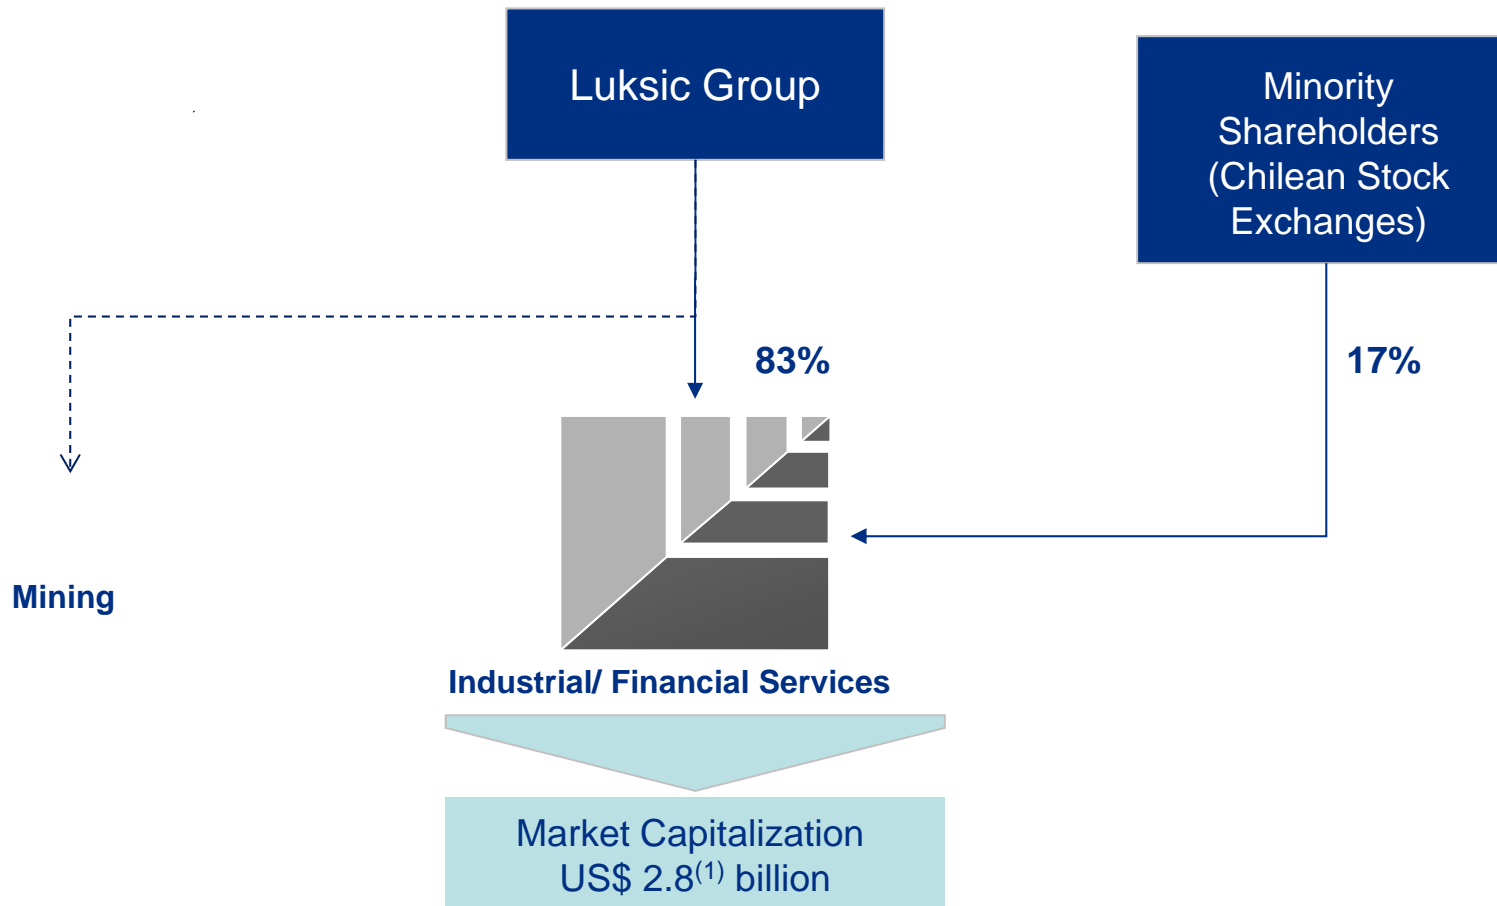 Luksic Group
Minority
Shareholders
(Chilean Stock
Exchanges)
83%
17%
Mining
Industrial/ Financial Services
Market Capitalization
US$ 2.8(1) billion